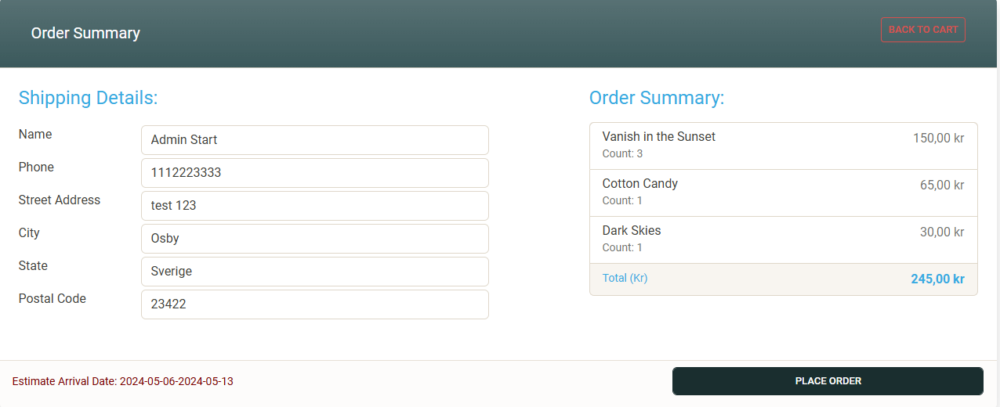 Order Summary
BACK TO CART
Shipping Details:
Name
Admin Start
Phone
1112223333
Street Address
test 123
City
Osby
State
Sverige
Postal Code
23422
Order Summary:
Vanish in the Sunset
150,00 kr
Count: 3
Cotton Candy
65,00 kr
Count: 1
Dark Skies
30,00 kr
Count: 1
Total (Kr)
245,00 kr
Estimate Arrival Date: 2024-05-06-2024-05-13
PLACE ORDER